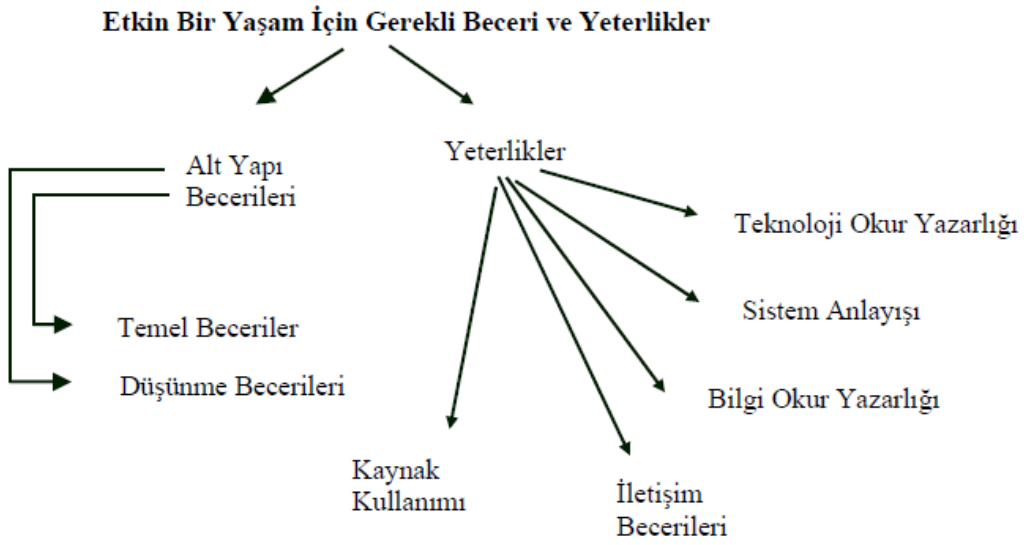 Etkin Bir Yaşam İçin Gerekli Beceri ve Yeterlikler
Alt Yapı
Becerileri
Yeterlikler
Temel Beceriler
Düşünme Becerileri
Teknoloji Okur Yazarlığı
Sistem Anlayışı
Bilgi Okur Yazarlığı
Kaynak
Kullanımı
İletişim
Becerileri